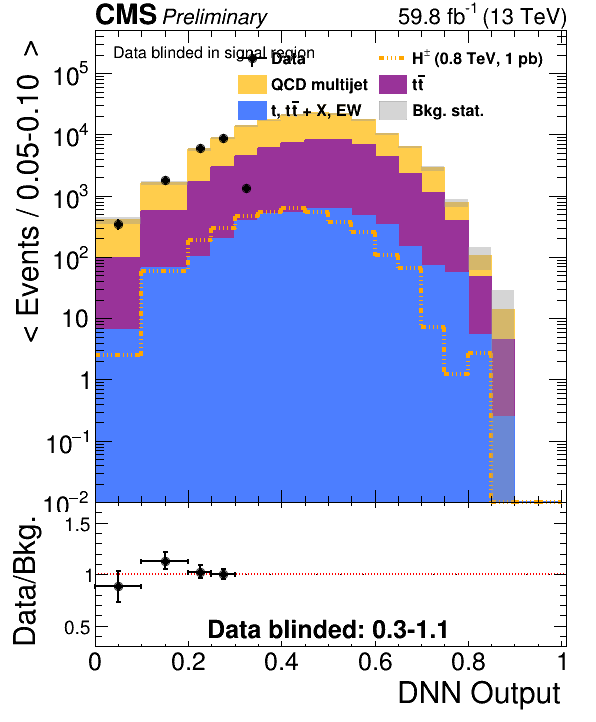 CMS Preliminary 59.8 fb⁻¹ (13 TeV)
Data blinded in signal region
Data
H± (0.8 TeV, 1 pb)
QCD multijet
tt̄
t, tt̄ + X, EW
Bkg. stat.
< Events / 0.05-0.10 >
10⁵
10⁴
10³
10²
10
1
10⁻¹
10⁻²
Data/Bkg.
1.5
1
0.5
Data blinded: 0.3-1.1
0 0.2 0.4 0.6 0.8 1
DNN Output